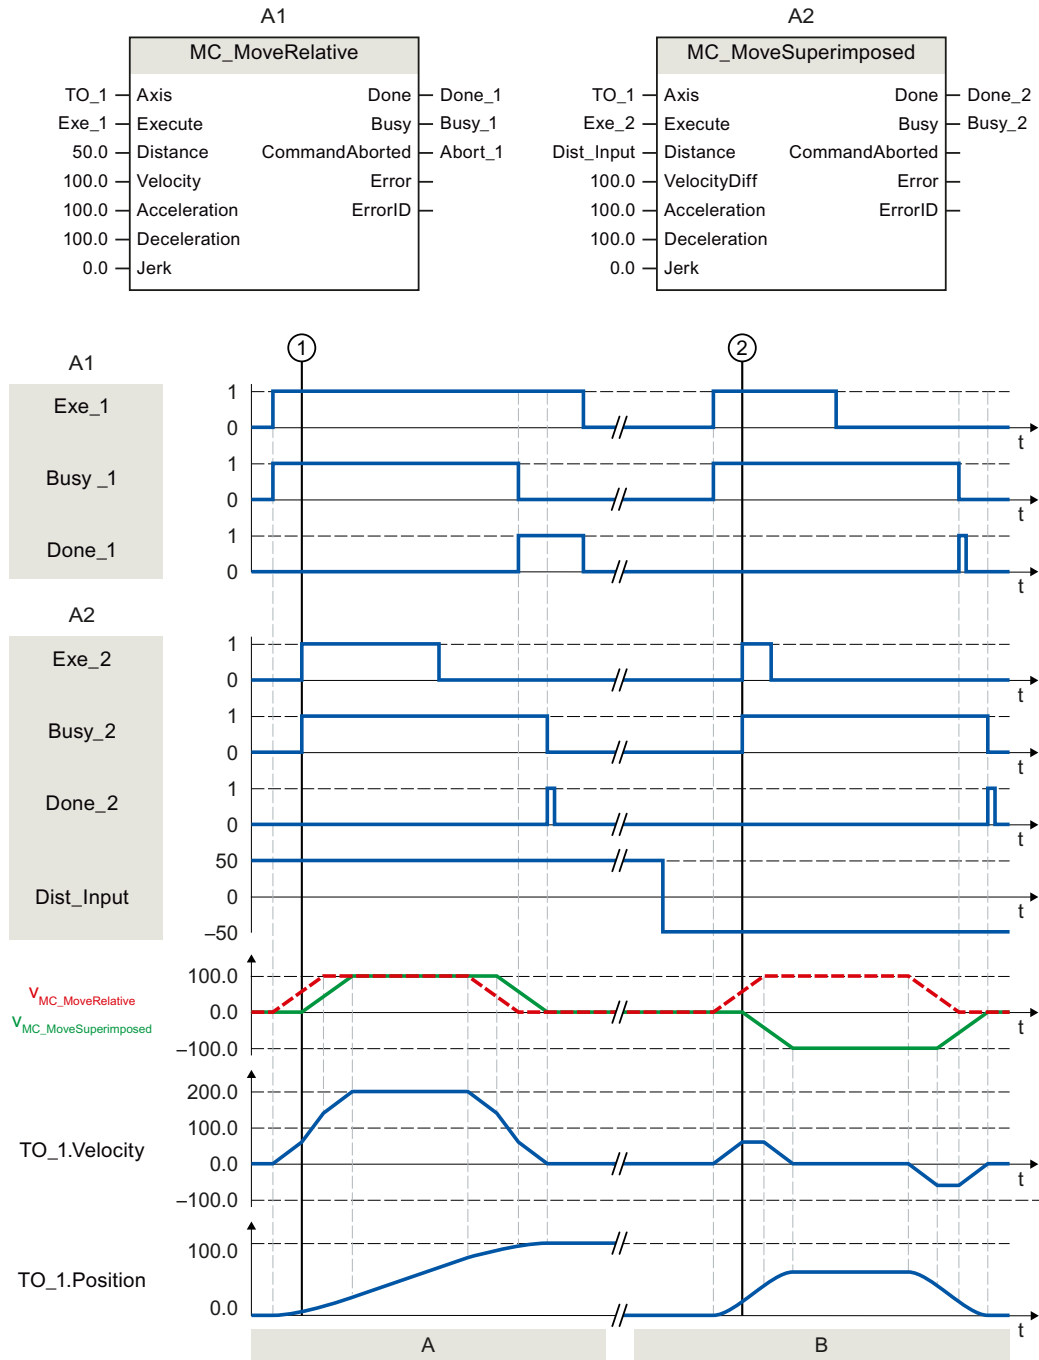 A1 A2
MC_MoveRelative MC_MoveSuperimposed
TO_1 Axis Done Done_1 TO_1 Axis Done Done_2
Exe_1 Execute Busy Busy_1 Exe_2 Execute Busy Busy_2
50.0 Distance CommandAborted Abort_1 Dist_Input Distance CommandAborted
100.0 Velocity Error 100.0 VelocityDiff Error
100.0 Acceleration ErrorID 100.0 Acceleration ErrorID
100.0 Deceleration 100.0 Deceleration
0.0 Jerk 0.0 Jerk
1 2
A1
Exe_1 1
0 t
Busy _1 1
0 t
Done_1 1
0 t
A2
Exe_2 1
0 t
Busy_2 1
0 t
Done_2 1
0 t
50
Dist_Input 0 t
–50
100.0
vMC_MoveRelative
0.0 t
vMC_MoveSuperimposed
–100.0
200.0
100.0
TO_1.Velocity
0.0 t
–100.0
100.0
TO_1.Position
0.0 t
A B